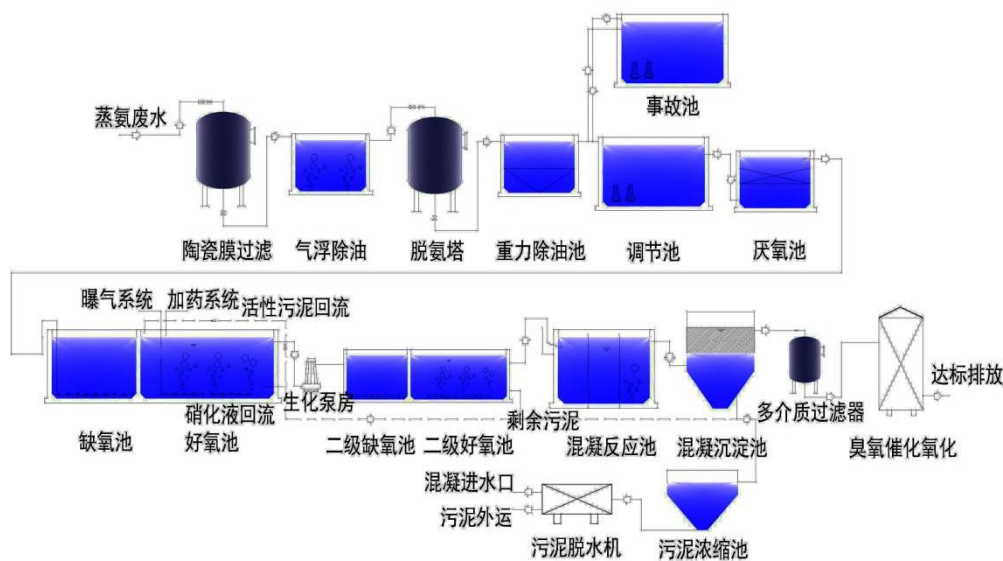 事故池
蒸氨废水
陶瓷膜过滤
气浮除油
脱氨塔
重力除油池
调节池
厌氧池
曝气系统
加药系统
活性污泥回流
硝化液回流
生化泵房
缺氧池
好氧池
二级缺氧池
二级好氧池
剩余污泥
混凝反应池
混凝沉淀池
多介质过滤器
达标排放
臭氧催化氧化
混凝进水口
污泥外运
污泥脱水机
污泥浓缩池